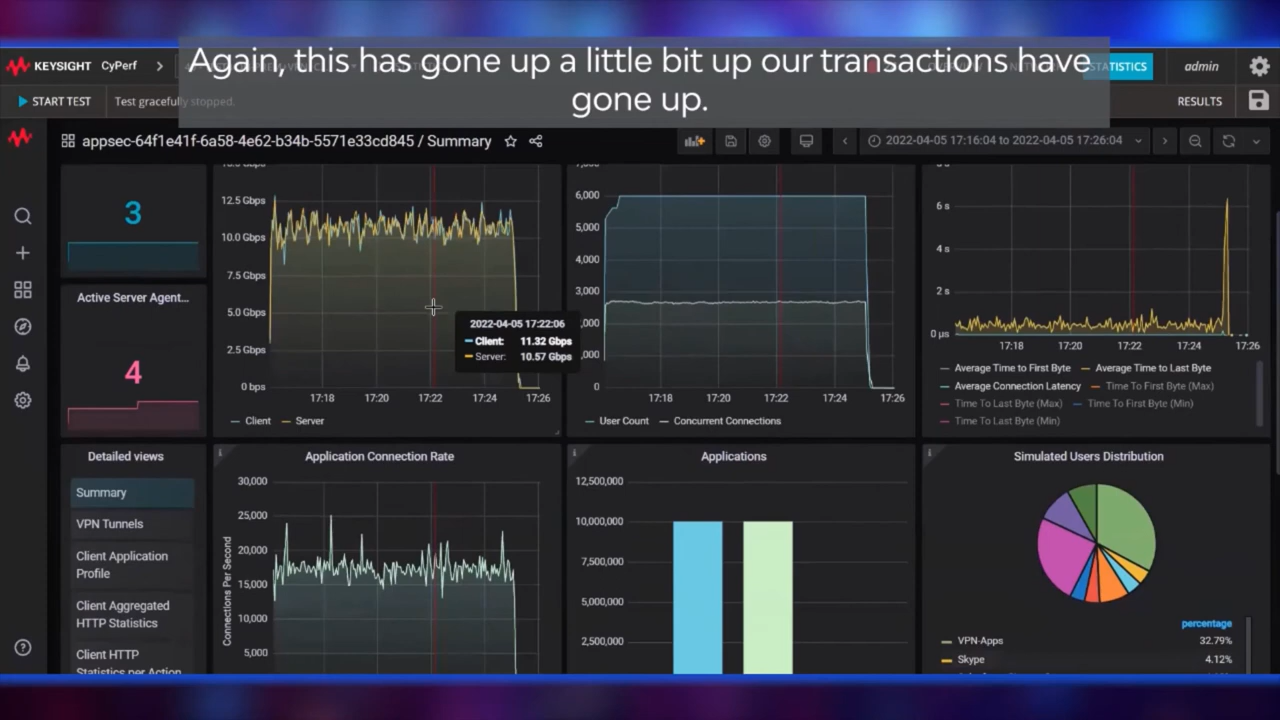 Again, this has gone up a little bit up our transactions have
gone up.
KEYSIGHT CyPerf
STATISTICS
admin
START TEST
Test gracefully stopped.
RESULTS
appsec-64f1e41f-6a58-4e62-b34b-5571e33cd845 / Summary
2022-04-05 17:16:04 to 2022-04-05 17:26:04
3
Active Server Agent...
4
12.5 Gbps
10.0 Gbps
7.5 Gbps
5.0 Gbps
2.5 Gbps
0 bps
17:18 17:20 17:22 17:24 17:26
Client Server
2022-04-05 17:22:06
Client: 11.32 Gbps
Server: 10.57 Gbps
6,000
5,000
4,000
3,000
0
17:18 17:20 17:22 17:24 17:26
User Count Concurrent Connections
6 s
4 s
2 s
0 µs
17:18 17:20 17:22 17:24 17:26
Average Time to First Byte Average Time to Last Byte
Average Connection Latency Time To First Byte (Max)
Time To Last Byte (Max) Time To First Byte (Min)
Time To Last Byte (Min)
Detailed views
Summary
VPN Tunnels
Client Application
Profile
Client Aggregated
HTTP Statistics
Client HTTP
Statistics per Action
Application Connection Rate
Connections Per Second
30,000
25,000
20,000
15,000
10,000
5,000
Applications
12,500,000
10,000,000
7,500,000
5,000,000
2,500,000
Simulated Users Distribution
percentage
VPN-Apps 32.79%
Skype 4.12%